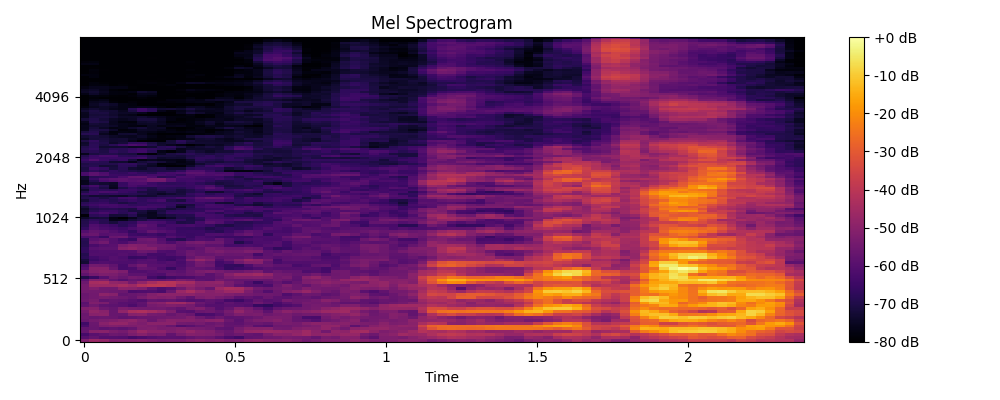 Mel Spectrogram
+0 dB
-10 dB
-20 dB
-30 dB
-40 dB
-50 dB
-60 dB
-70 dB
-80 dB
Hz
4096
2048
1024
512
0
0 0.5 1 1.5 2
Time